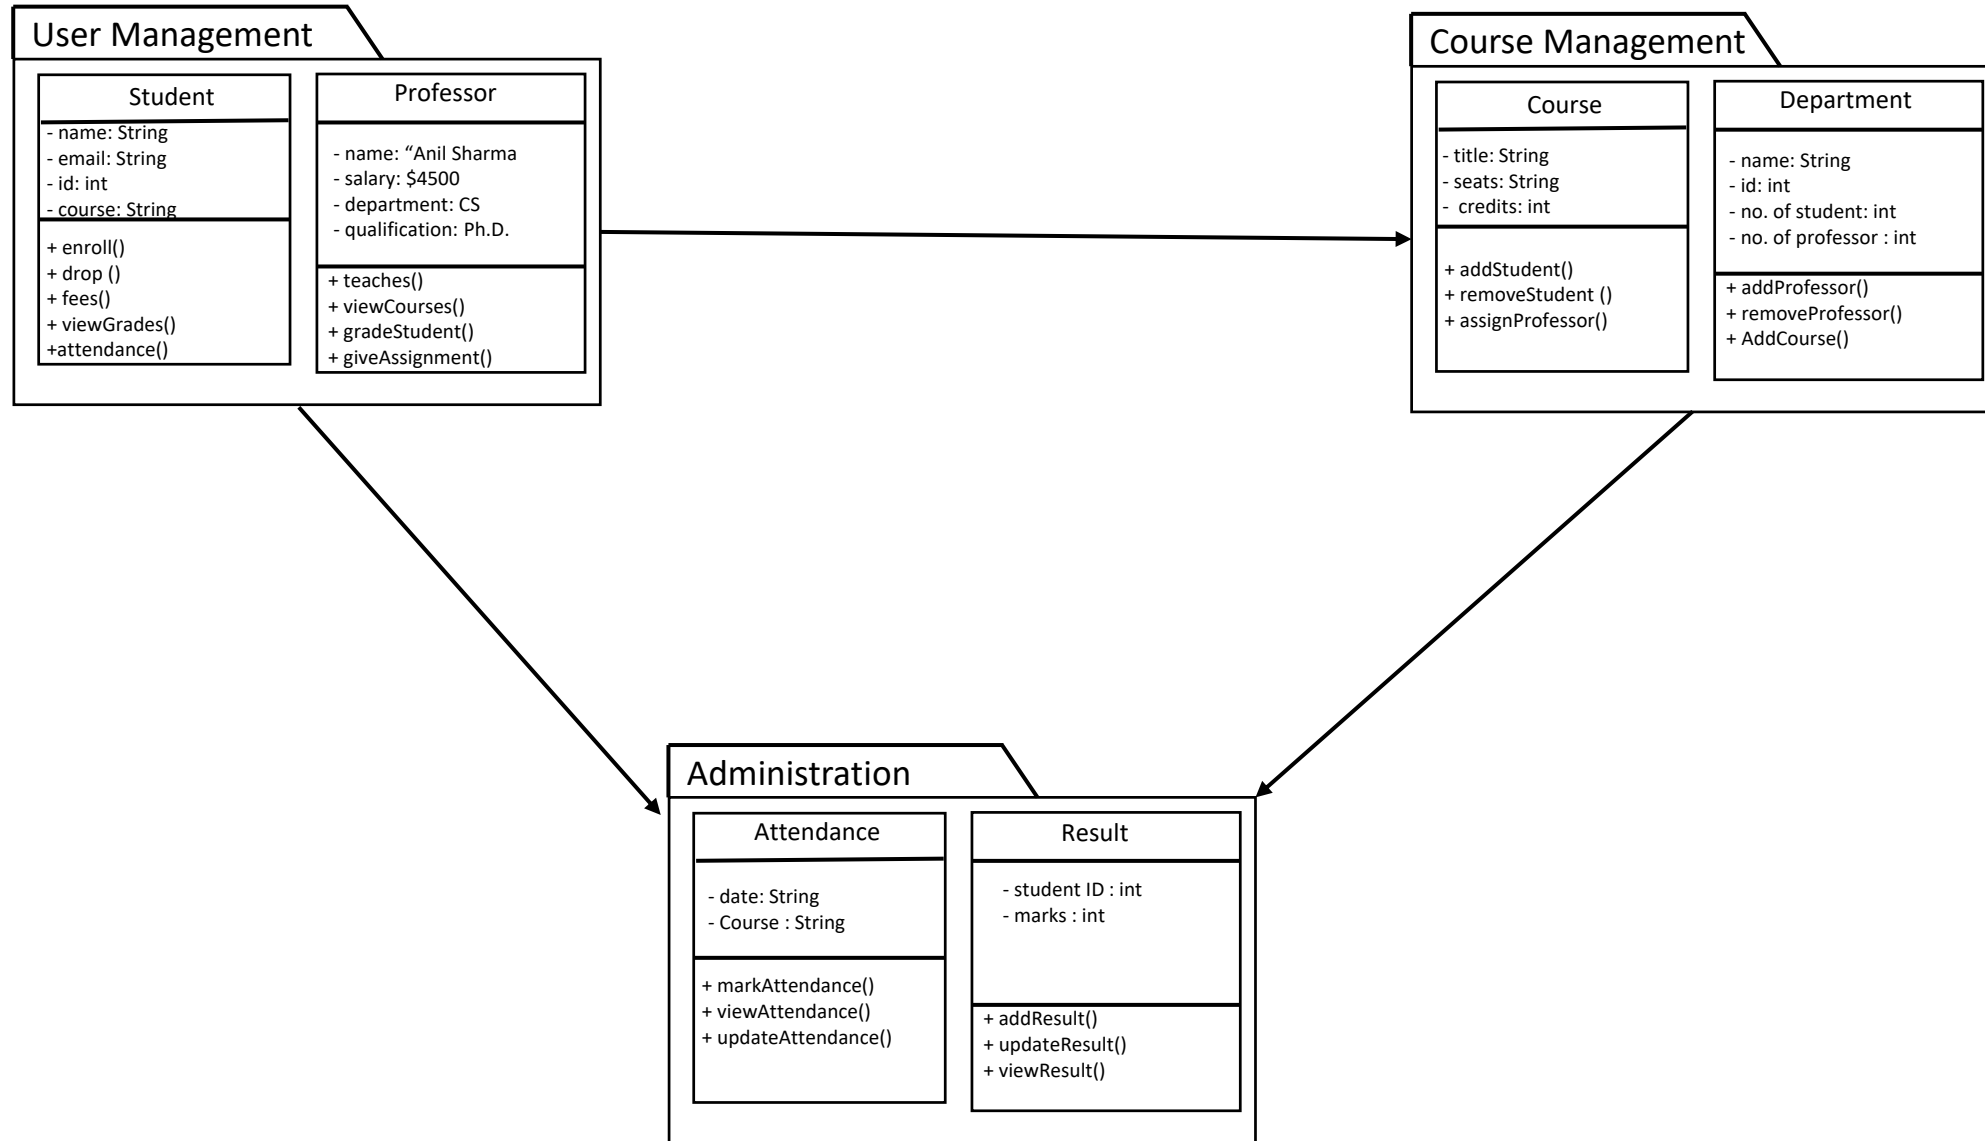 User Management
Student
- name: String
- email: String
- id: int
- course: String
+ enroll()
+ drop ()
+ fees()
+ viewGrades()
+attendance()
Professor
- name: “Anil Sharma
- salary: $4500
- department: CS
- qualification: Ph.D.
+ teaches()
+ viewCourses()
+ gradeStudent()
+ giveAssignment()
Course Management
Course
- title: String
- seats: String
-  credits: int
+ addStudent()
+ removeStudent ()
+ assignProfessor()
Department
- name: String
- id: int
- no. of student: int
- no. of professor : int
+ addProfessor()
+ removeProfessor()
+ AddCourse()
Administration
Attendance
- date: String
- Course : String
+ markAttendance()
+ viewAttendance()
+ updateAttendance()
Result
- student ID : int
- marks : int
+ addResult()
+ updateResult()
+ viewResult()